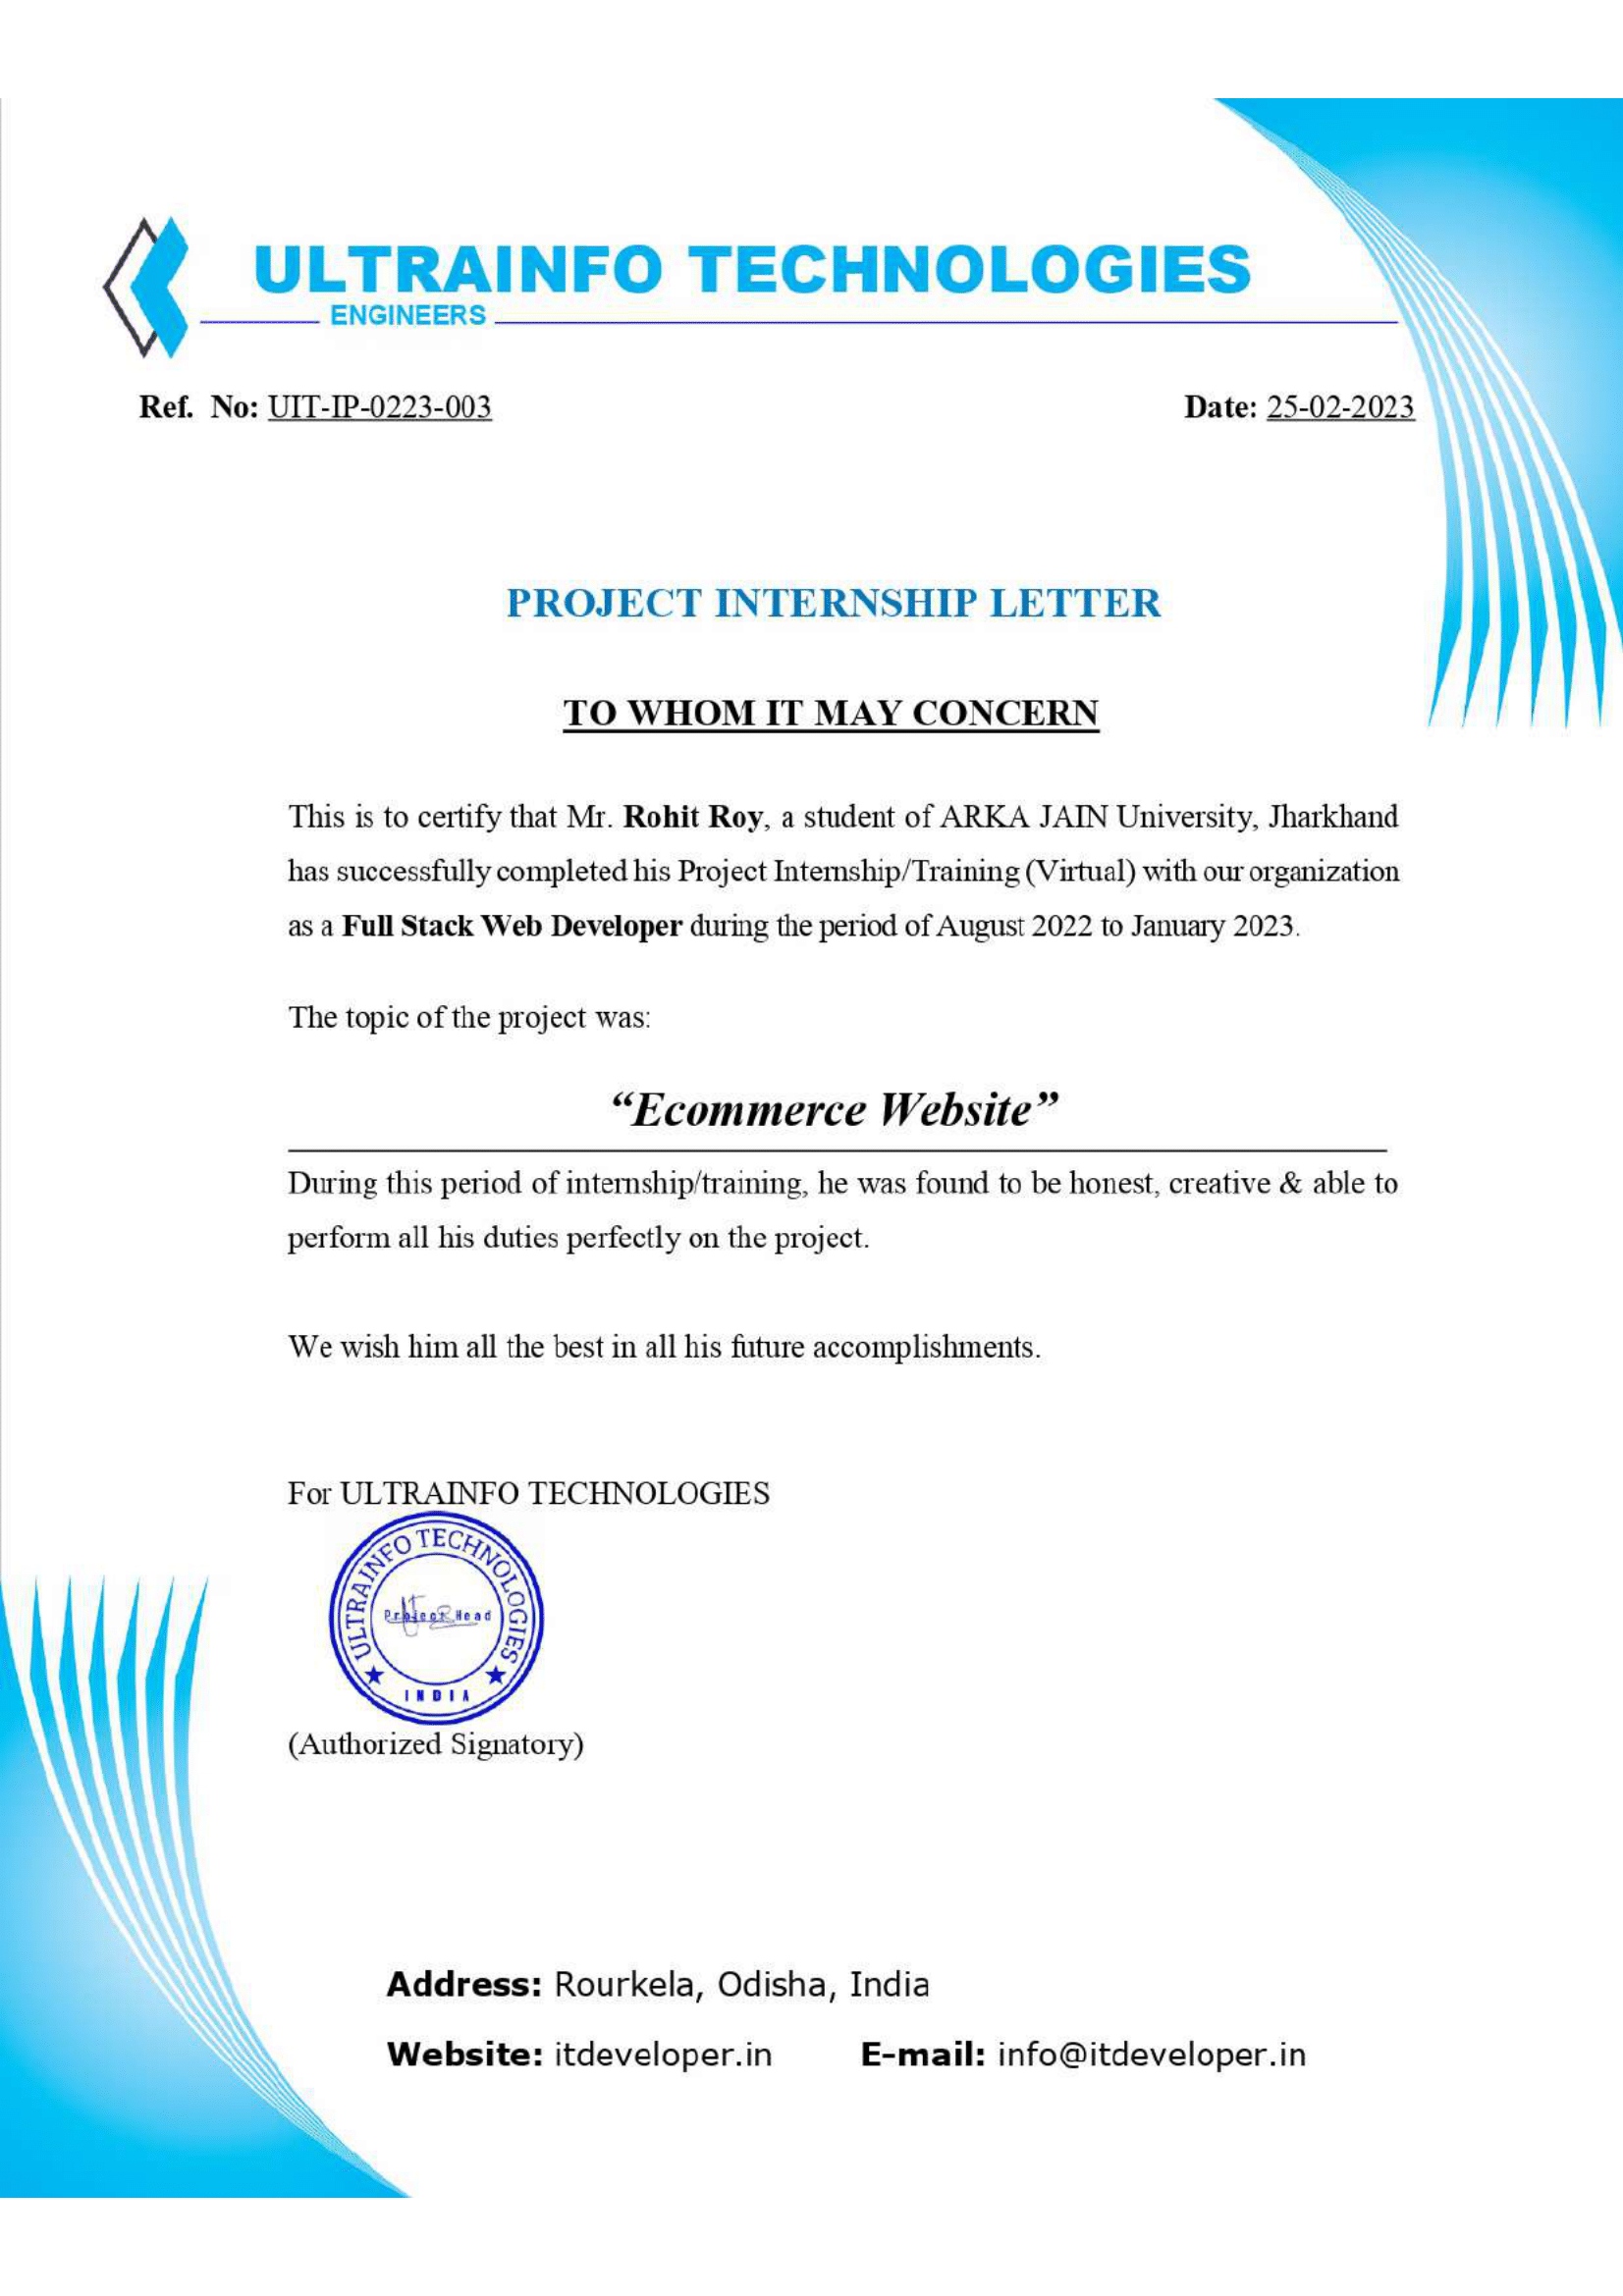 ULTRAINFO TECHNOLOGIES
ENGINEERS
Ref. No: UIT-IP-0223-003 Date: 25-02-2023
PROJECT INTERNSHIP LETTER
TO WHOM IT MAY CONCERN
This is to certify that Mr. Rohit Roy, a student of ARKA JAIN University, Jharkhand
has successfully completed his Project Internship/Training (Virtual) with our organization
as a Full Stack Web Developer during the period of August 2022 to January 2023.
The topic of the project was:
“Ecommerce Website”
During this period of internship/training, he was found to be honest, creative & able to
perform all his duties perfectly on the project.
We wish him all the best in all his future accomplishments.
For ULTRAINFO TECHNOLOGIES
ULTRAINFO TECHNOLOGIES
Project Head
INDIA
(Authorized Signatory)
Address: Rourkela, Odisha, India
Website: itdeveloper.in E-mail: info@itdeveloper.in